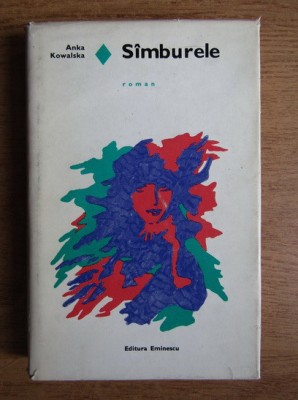 Anka
Kowalska
Sîmburele
roman
Editura Eminescu